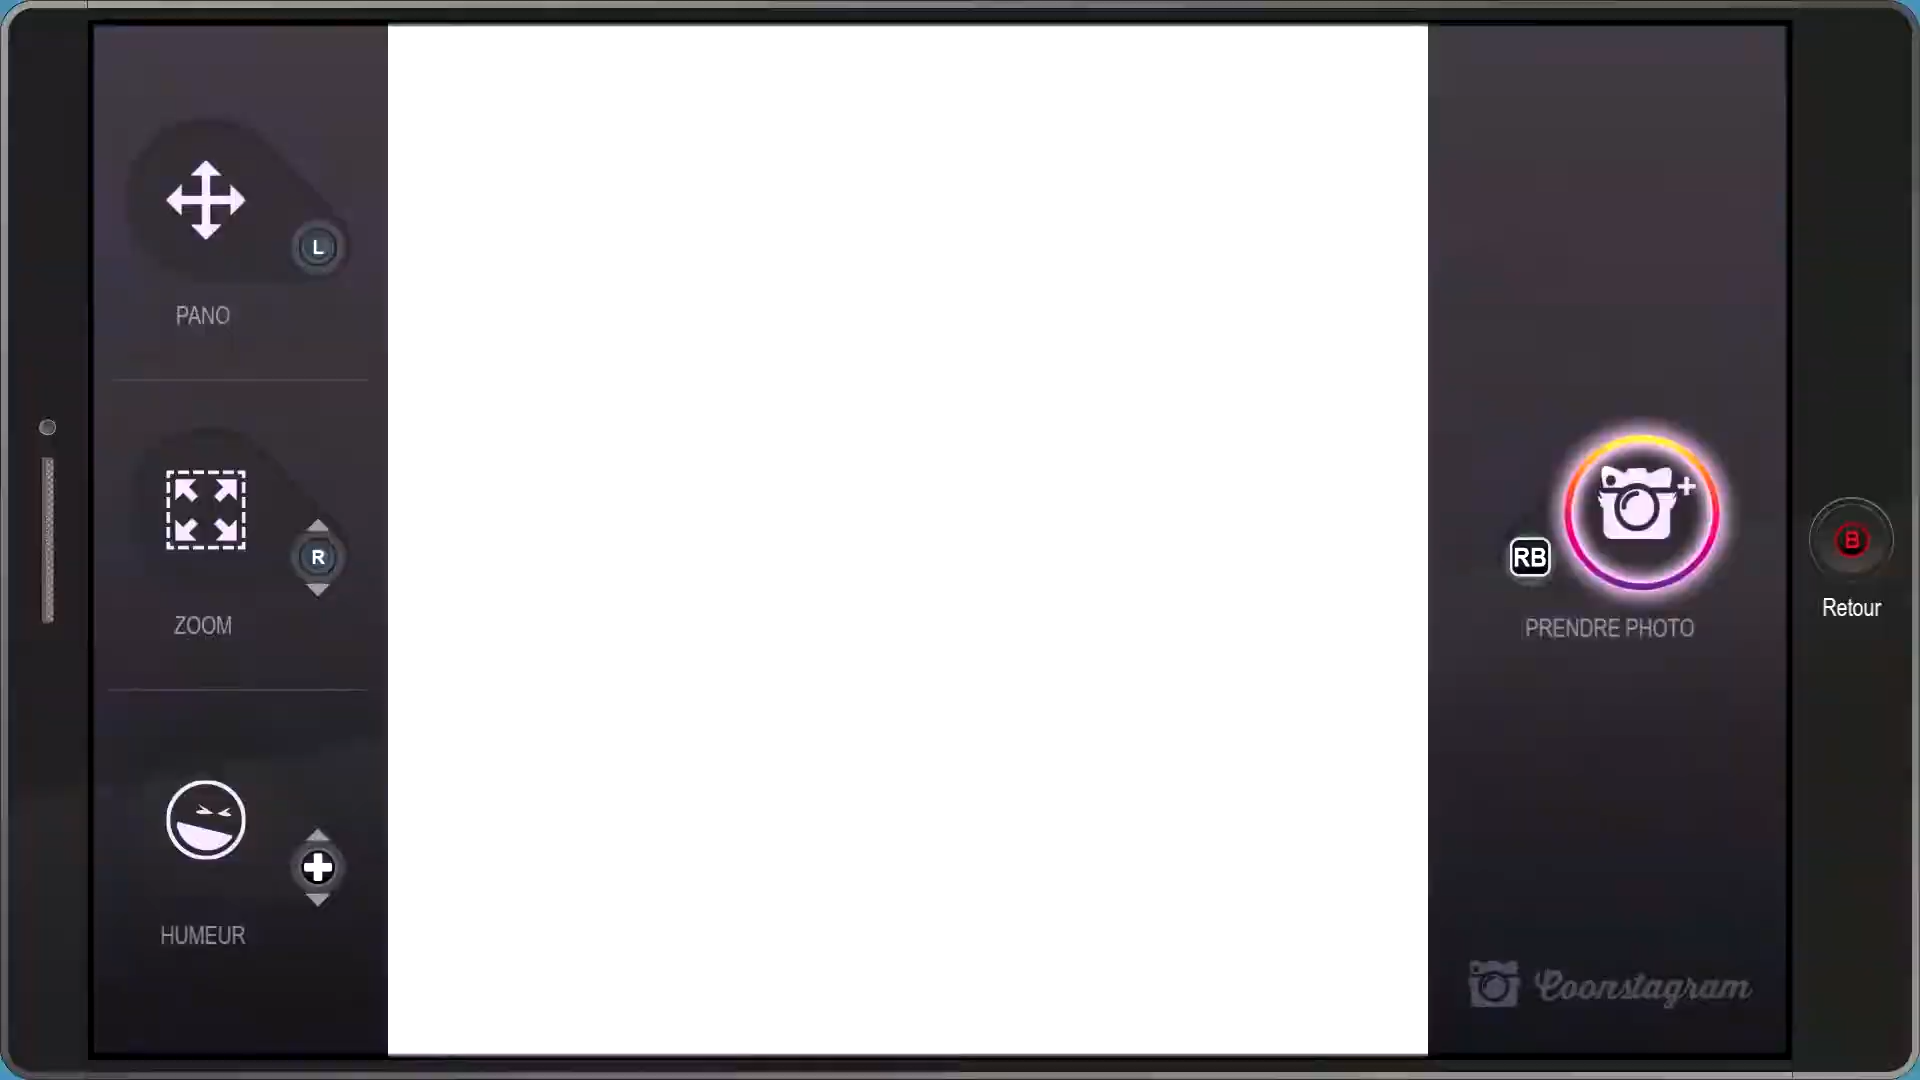 L
PANO
R
ZOOM
HUMEUR
RB
PRENDRE PHOTO
B
Retour
Coonstagram